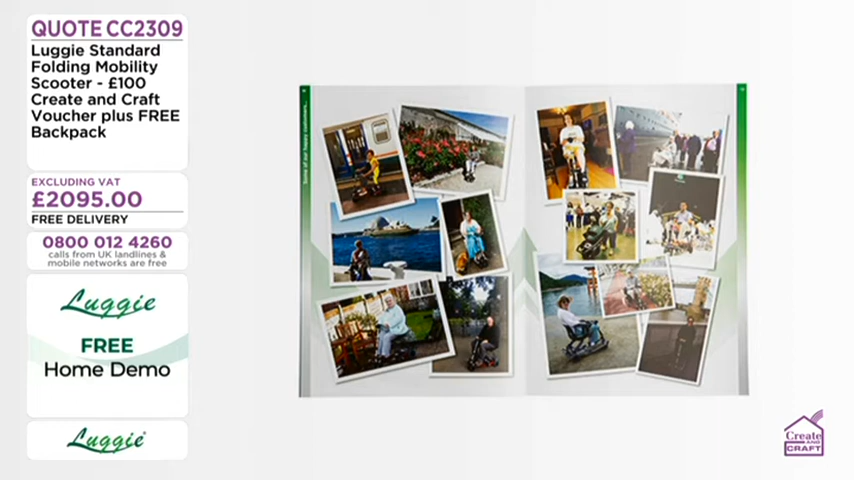 QUOTE CC2309
Luggie Standard
Folding Mobility
Scooter - £100
Create and Craft
Voucher plus FREE
Backpack
EXCLUDING VAT
£2095.00
FREE DELIVERY
0800 012 4260
calls from UK landlines &
mobile networks are free
Luggie
FREE
Home Demo
Luggie®
Some of our happy customers...
Create
AND
CRAFT